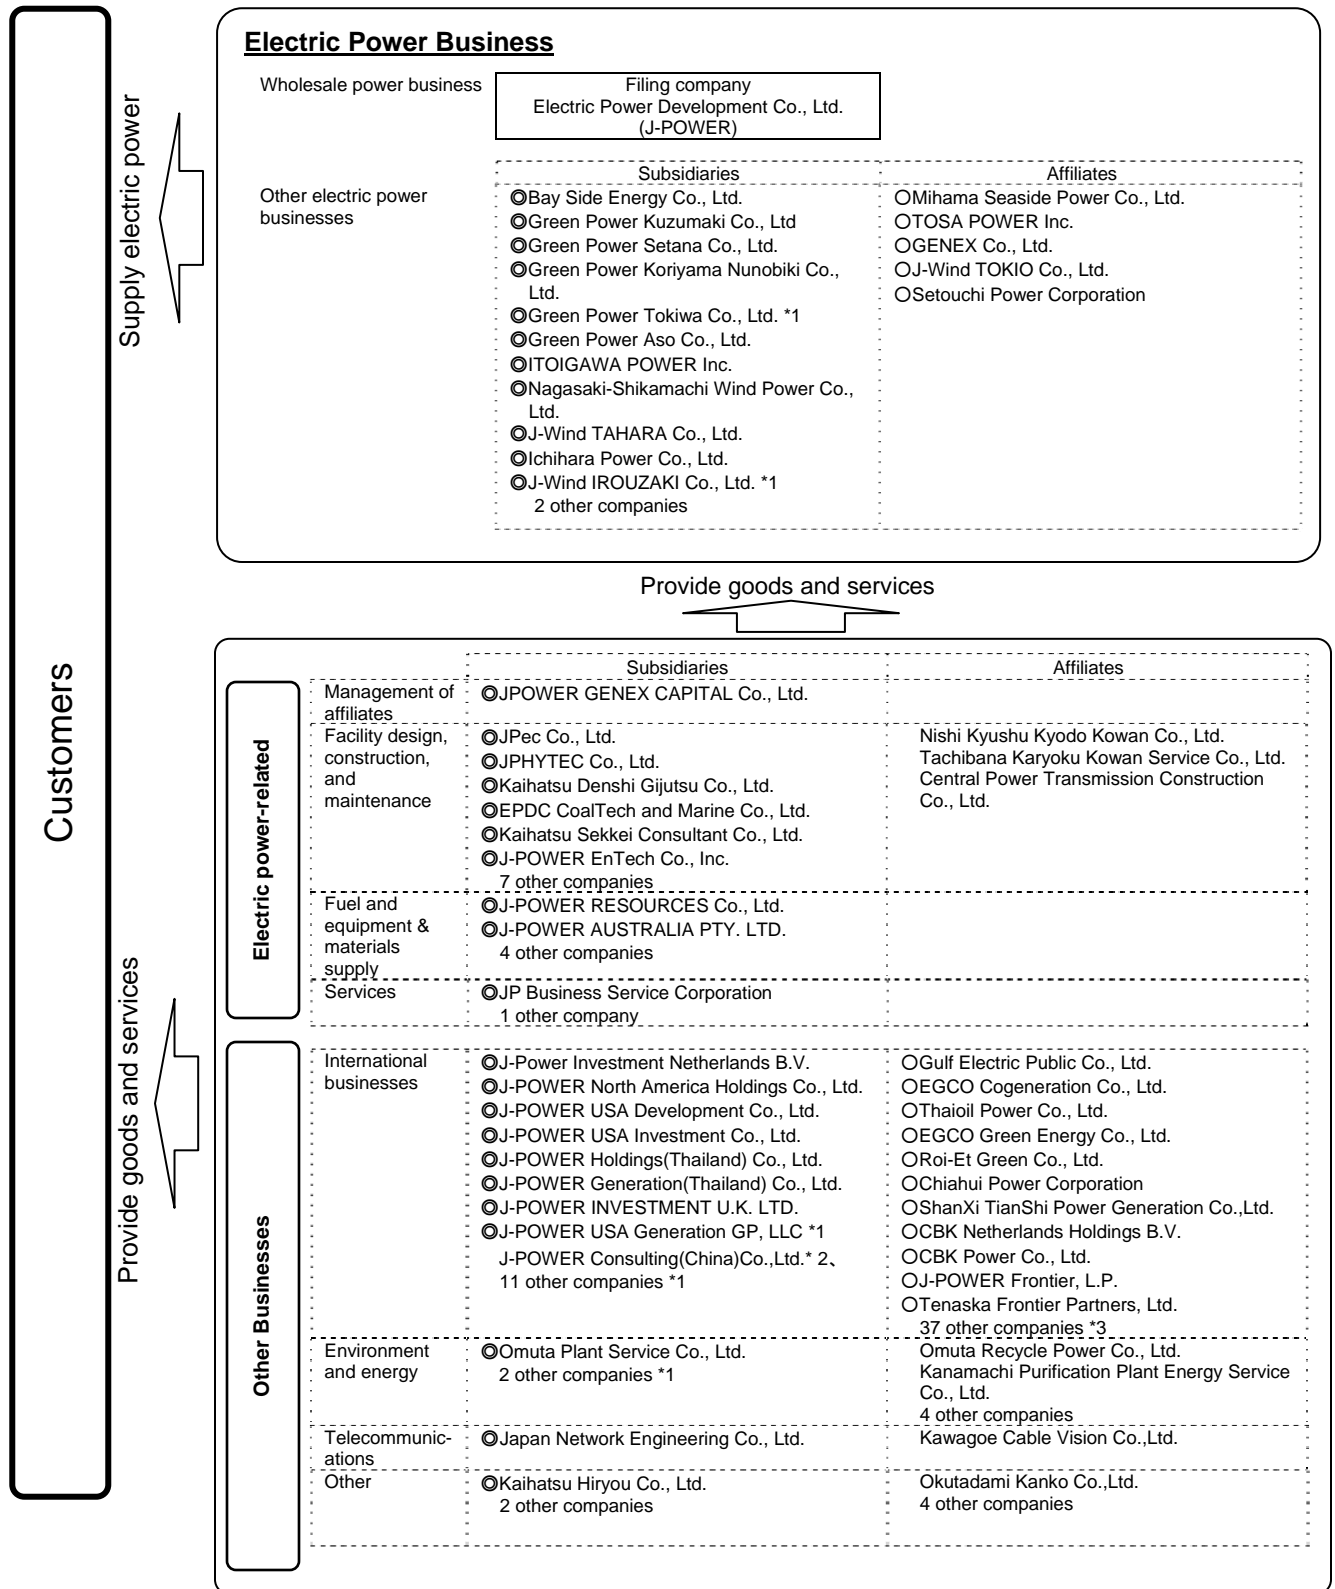 Customers
Supply electric power
Electric Power Business
Wholesale power business
Filing company
Electric Power Development Co., Ltd.
(J-POWER)
Other electric power
businesses
Subsidiaries
◎Bay Side Energy Co., Ltd.
◎Green Power Kuzumaki Co., Ltd
◎Green Power Setana Co., Ltd.
◎Green Power Koriyama Nunobiki Co.,
Ltd.
◎Green Power Tokiwa Co., Ltd. *1
◎Green Power Aso Co., Ltd.
◎ITOIGAWA POWER Inc.
◎Nagasaki-Shikamachi Wind Power Co.,
Ltd.
◎J-Wind TAHARA Co., Ltd.
◎Ichihara Power Co., Ltd.
◎J-Wind IROUZAKI Co., Ltd. *1
2 other companies
Affiliates
○Mihama Seaside Power Co., Ltd.
○TOSA POWER Inc.
○GENEX Co., Ltd.
○J-Wind TOKIO Co., Ltd.
○Setouchi Power Corporation
Provide goods and services
Provide goods and services
Subsidiaries
Affiliates
Electric power-related
Management of
affiliates
◎JPOWER GENEX CAPITAL Co., Ltd.
Facility design,
construction,
and
maintenance
◎JPec Co., Ltd.
◎JPHYTEC Co., Ltd.
◎Kaihatsu Denshi Gijutsu Co., Ltd.
◎EPDC CoalTech and Marine Co., Ltd.
◎Kaihatsu Sekkei Consultant Co., Ltd.
◎J-POWER EnTech Co., Inc.
7 other companies
Nishi Kyushu Kyodo Kowan Co., Ltd.
Tachibana Karyoku Kowan Service Co., Ltd.
Central Power Transmission Construction
Co., Ltd.
Fuel and
equipment &
materials
supply
◎J-POWER RESOURCES Co., Ltd.
◎J-POWER AUSTRALIA PTY. LTD.
4 other companies
Services
◎JP Business Service Corporation
1 other company
Other Businesses
International
businesses
◎J-Power Investment Netherlands B.V.
◎J-POWER North America Holdings Co., Ltd.
◎J-POWER USA Development Co., Ltd.
◎J-POWER USA Investment Co., Ltd.
◎J-POWER Holdings(Thailand) Co., Ltd.
◎J-POWER Generation(Thailand) Co., Ltd.
◎J-POWER INVESTMENT U.K. LTD.
◎J-POWER USA Generation GP, LLC *1
J-POWER Consulting(China)Co.,Ltd.* 2、
11 other companies *1
○Gulf Electric Public Co., Ltd.
○EGCO Cogeneration Co., Ltd.
○Thaioil Power Co., Ltd.
○EGCO Green Energy Co., Ltd.
○Roi-Et Green Co., Ltd.
○Chiahui Power Corporation
○ShanXi TianShi Power Generation Co.,Ltd.
○CBK Netherlands Holdings B.V.
○CBK Power Co., Ltd.
○J-POWER Frontier, L.P.
○Tenaska Frontier Partners, Ltd.
37 other companies *3
Environment
and energy
◎Omuta Plant Service Co., Ltd.
2 other companies *1
Omuta Recycle Power Co., Ltd.
Kanamachi Purification Plant Energy Service
Co., Ltd.
4 other companies
Telecommunic-
ations
◎Japan Network Engineering Co., Ltd.
Kawagoe Cable Vision Co.,Ltd.
Other
◎Kaihatsu Hiryou Co., Ltd.
2 other companies
Okutadami Kanko Co.,Ltd.
4 other companies